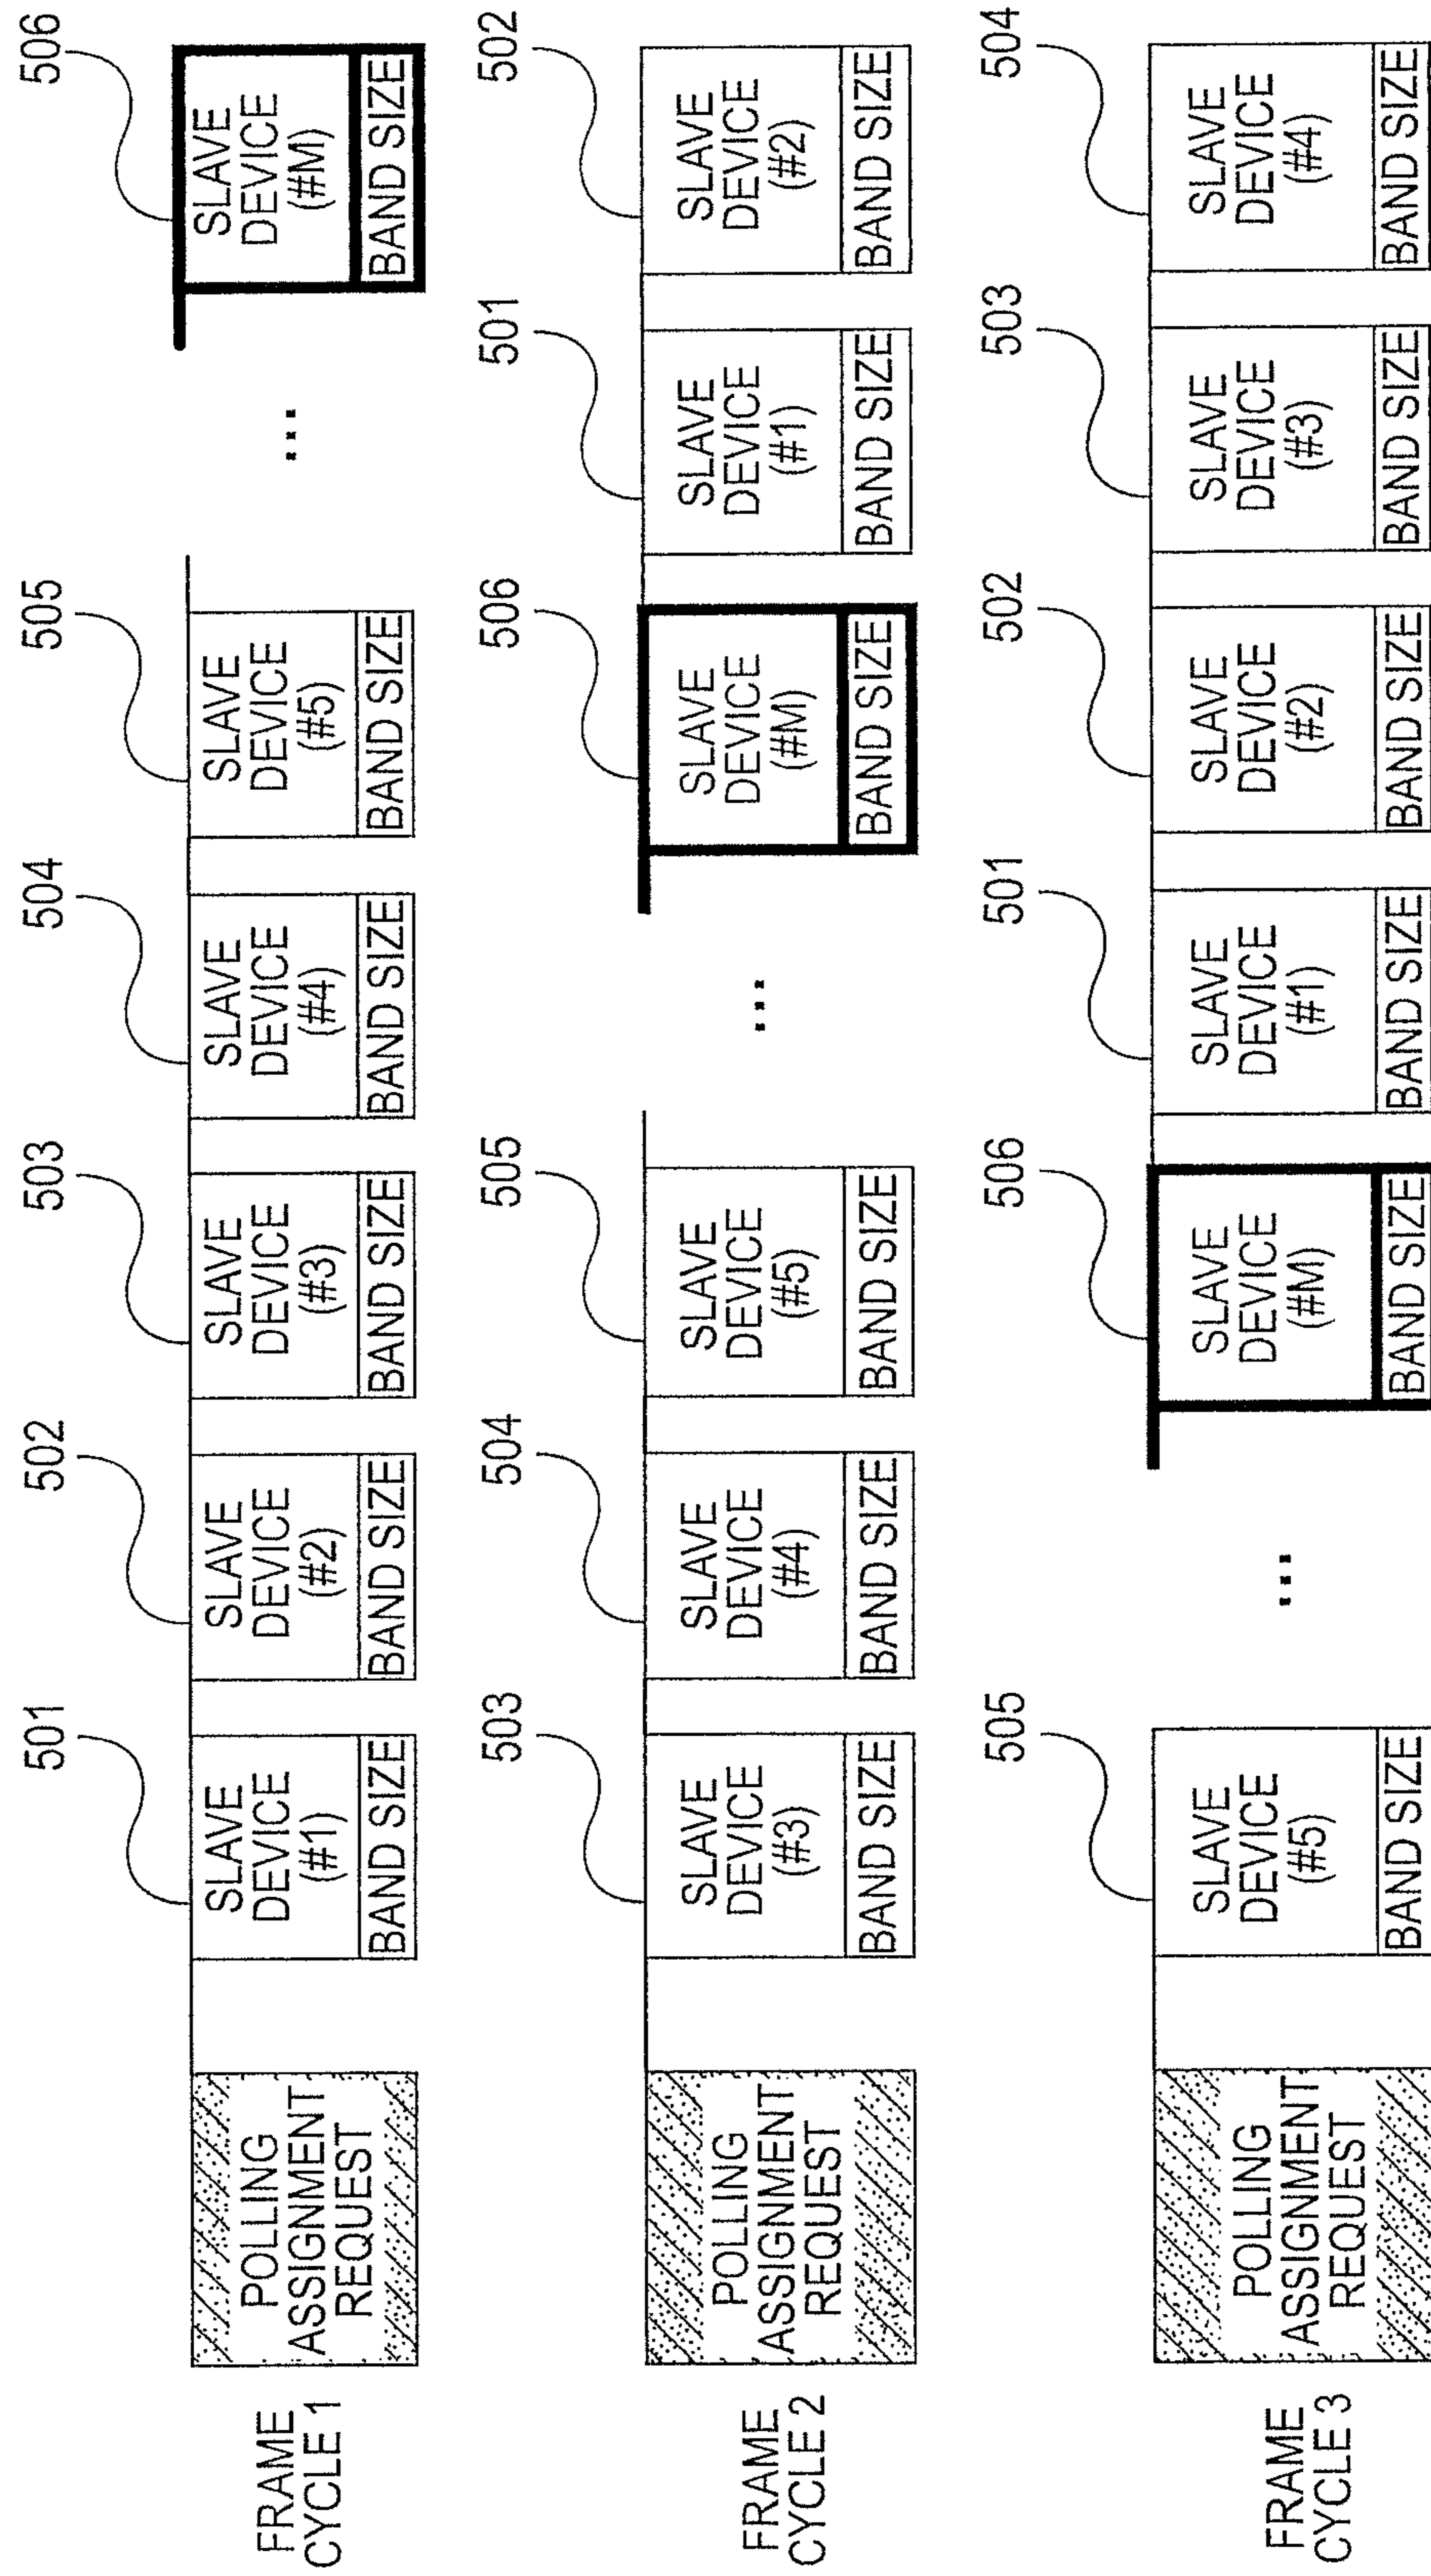 501
502
503
504
505
506
FRAME
CYCLE 1
POLLING
ASSIGNMENT
REQUEST
SLAVE
DEVICE
(#1)
BAND SIZE
SLAVE
DEVICE
(#2)
BAND SIZE
SLAVE
DEVICE
(#3)
BAND SIZE
SLAVE
DEVICE
(#4)
BAND SIZE
SLAVE
DEVICE
(#5)
BAND SIZE
...
SLAVE
DEVICE
(#M)
BAND SIZE
503
504
505
506
501
502
FRAME
CYCLE 2
POLLING
ASSIGNMENT
REQUEST
SLAVE
DEVICE
(#3)
BAND SIZE
SLAVE
DEVICE
(#4)
BAND SIZE
SLAVE
DEVICE
(#5)
BAND SIZE
...
SLAVE
DEVICE
(#M)
BAND SIZE
SLAVE
DEVICE
(#1)
BAND SIZE
SLAVE
DEVICE
(#2)
BAND SIZE
505
506
501
502
503
504
FRAME
CYCLE 3
POLLING
ASSIGNMENT
REQUEST
SLAVE
DEVICE
(#5)
BAND SIZE
...
SLAVE
DEVICE
(#M)
BAND SIZE
SLAVE
DEVICE
(#1)
BAND SIZE
SLAVE
DEVICE
(#2)
BAND SIZE
SLAVE
DEVICE
(#3)
BAND SIZE
SLAVE
DEVICE
(#4)
BAND SIZE